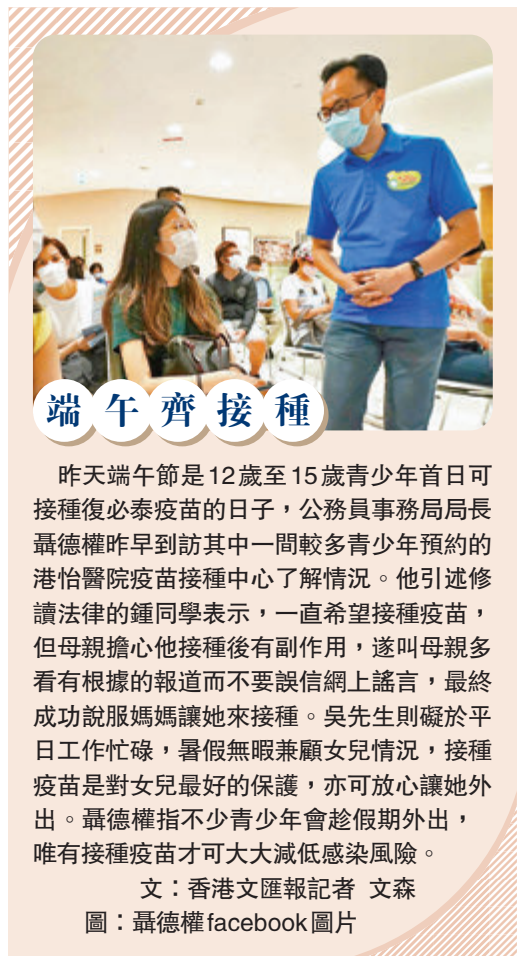 端午齊接種
昨天端午節是12歲至15歲青少年首日可
接種復必泰疫苗的日子，公務員事務局局長
聶德權昨早到訪其中一間較多青少年預約的
港怡醫院疫苗接種中心了解情況。他引述修
讀法律的鍾同學表示，一直希望接種疫苗，
但母親擔心他接種後有副作用，遂叫母親多
看有根據的報道而不要誤信網上謠言，最終
成功說服媽媽讓她來接種。吳先生則礙於平
日工作忙碌，暑假無暇兼顧女兒情況，接種
疫苗是對女兒最好的保護，亦可放心讓她外
出。聶德權指不少青少年會趁假期外出，
唯有接種疫苗才可大大減低感染風險。
文：香港文匯報記者 文森
圖：聶德權facebook圖片